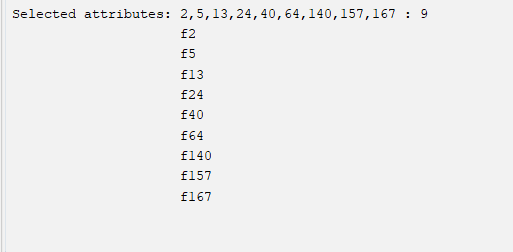 Selected attributes: 2,5,13,24,40,64,140,157,167 : 9
f2
f5
f13
f24
f40
f64
f140
f157
f167